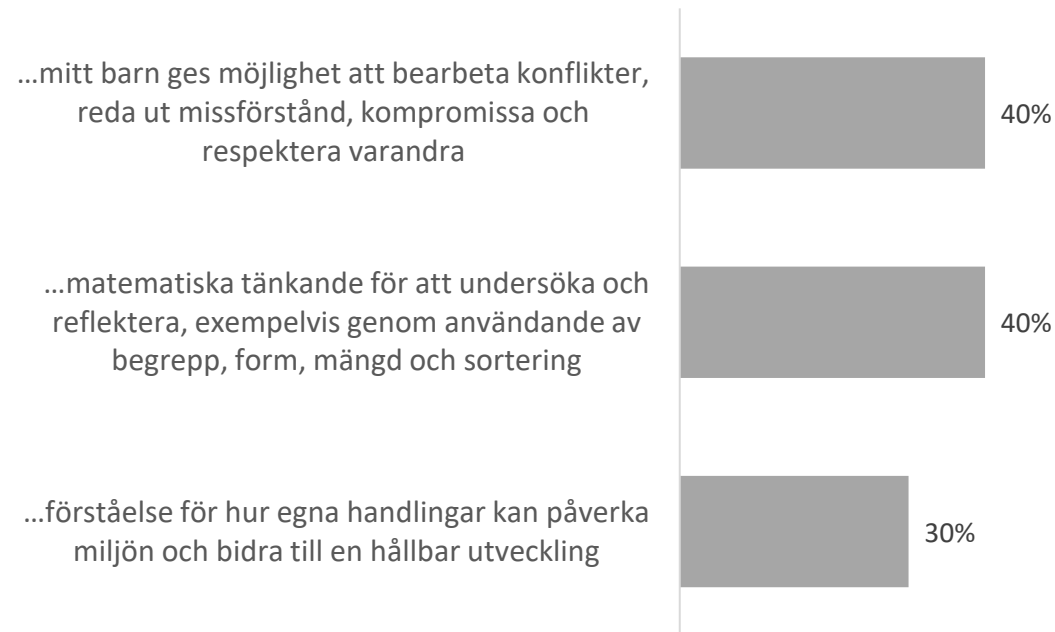 …mitt barn ges möjlighet att bearbeta konflikter,
reda ut missförstånd, kompromissa och
respektera varandra
40%
…matematiska tänkande för att undersöka och
reflektera, exempelvis genom användande av
begrepp, form, mängd och sortering
40%
…förståelse för hur egna handlingar kan påverka
miljön och bidra till en hållbar utveckling
30%